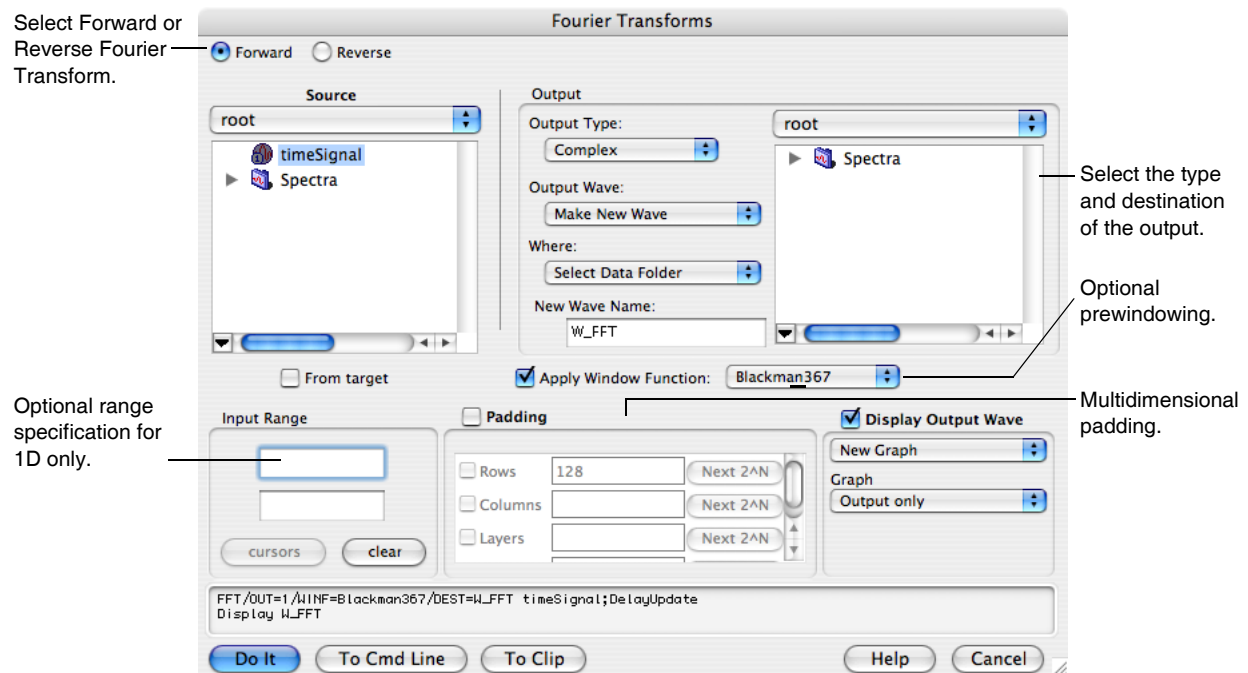 Select Forward or
Reverse Fourier
Transform.
Fourier Transforms
Forward Reverse
Source
root
timeSignal
Spectra
From target
Output
Output Type:
Complex
Output Wave:
Make New Wave
Where:
Select Data Folder
New Wave Name:
W_FFT
root
Spectra
Select the type
and destination
of the output.
Optional
prewindowing.
Apply Window Function: Blackman367
Optional range
specification for
1D only.
Input Range
cursors clear
Padding
Rows 128 Next 2^N
Columns Next 2^N
Layers Next 2^N
Multidimensional
padding.
Display Output Wave
New Graph
Graph
Output only
FFT/OUT=1/WINF=Blackman367/DEST=W_FFT timeSignal;DelayUpdate
Display W_FFT
Do It To Cmd Line To Clip Help Cancel